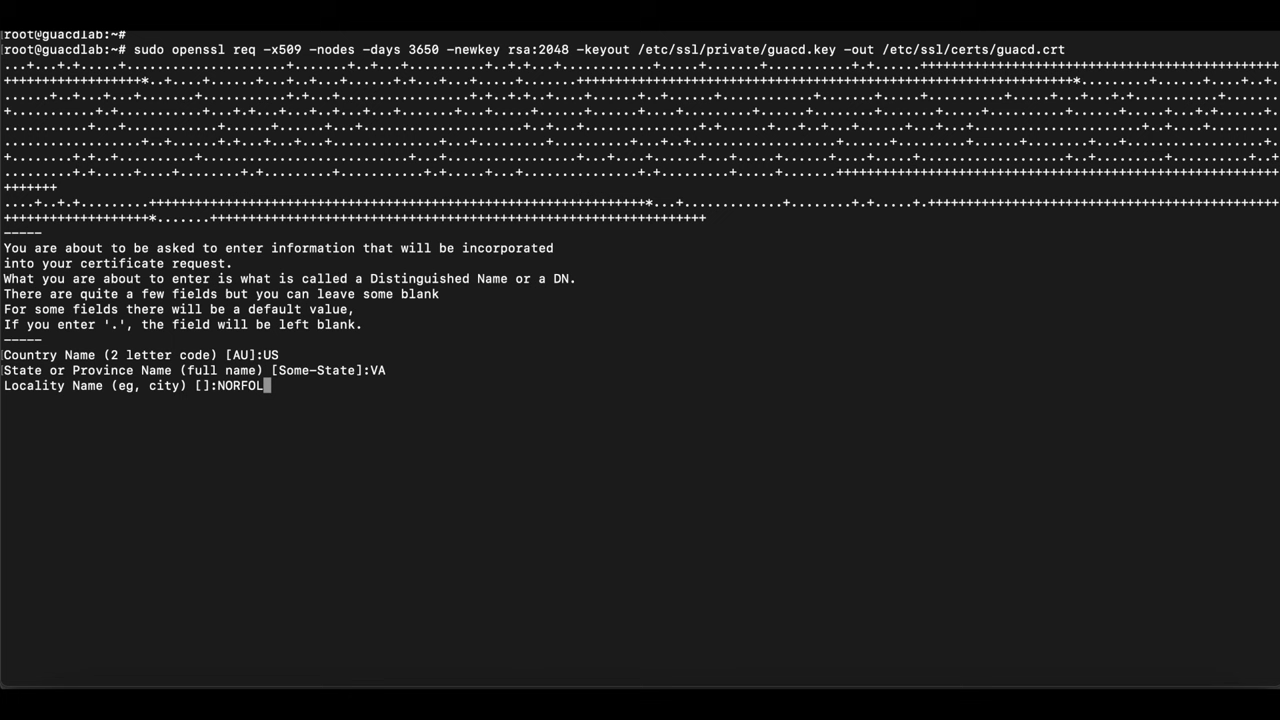 root@guacdlab:~#
root@guacdlab:~# sudo openssl req -x509 -nodes -days 3650 -newkey rsa:2048 -keyout /etc/ssl/private/guacd.key -out /etc/ssl/certs/guacd.crt
-----
You are about to be asked to enter information that will be incorporated
into your certificate request.
What you are about to enter is what is called a Distinguished Name or a DN.
There are quite a few fields but you can leave some blank
For some fields there will be a default value,
If you enter '.', the field will be left blank.
-----
Country Name (2 letter code) [AU]:US
State or Province Name (full name) [Some-State]:VA
Locality Name (eg, city) []:NORFOL